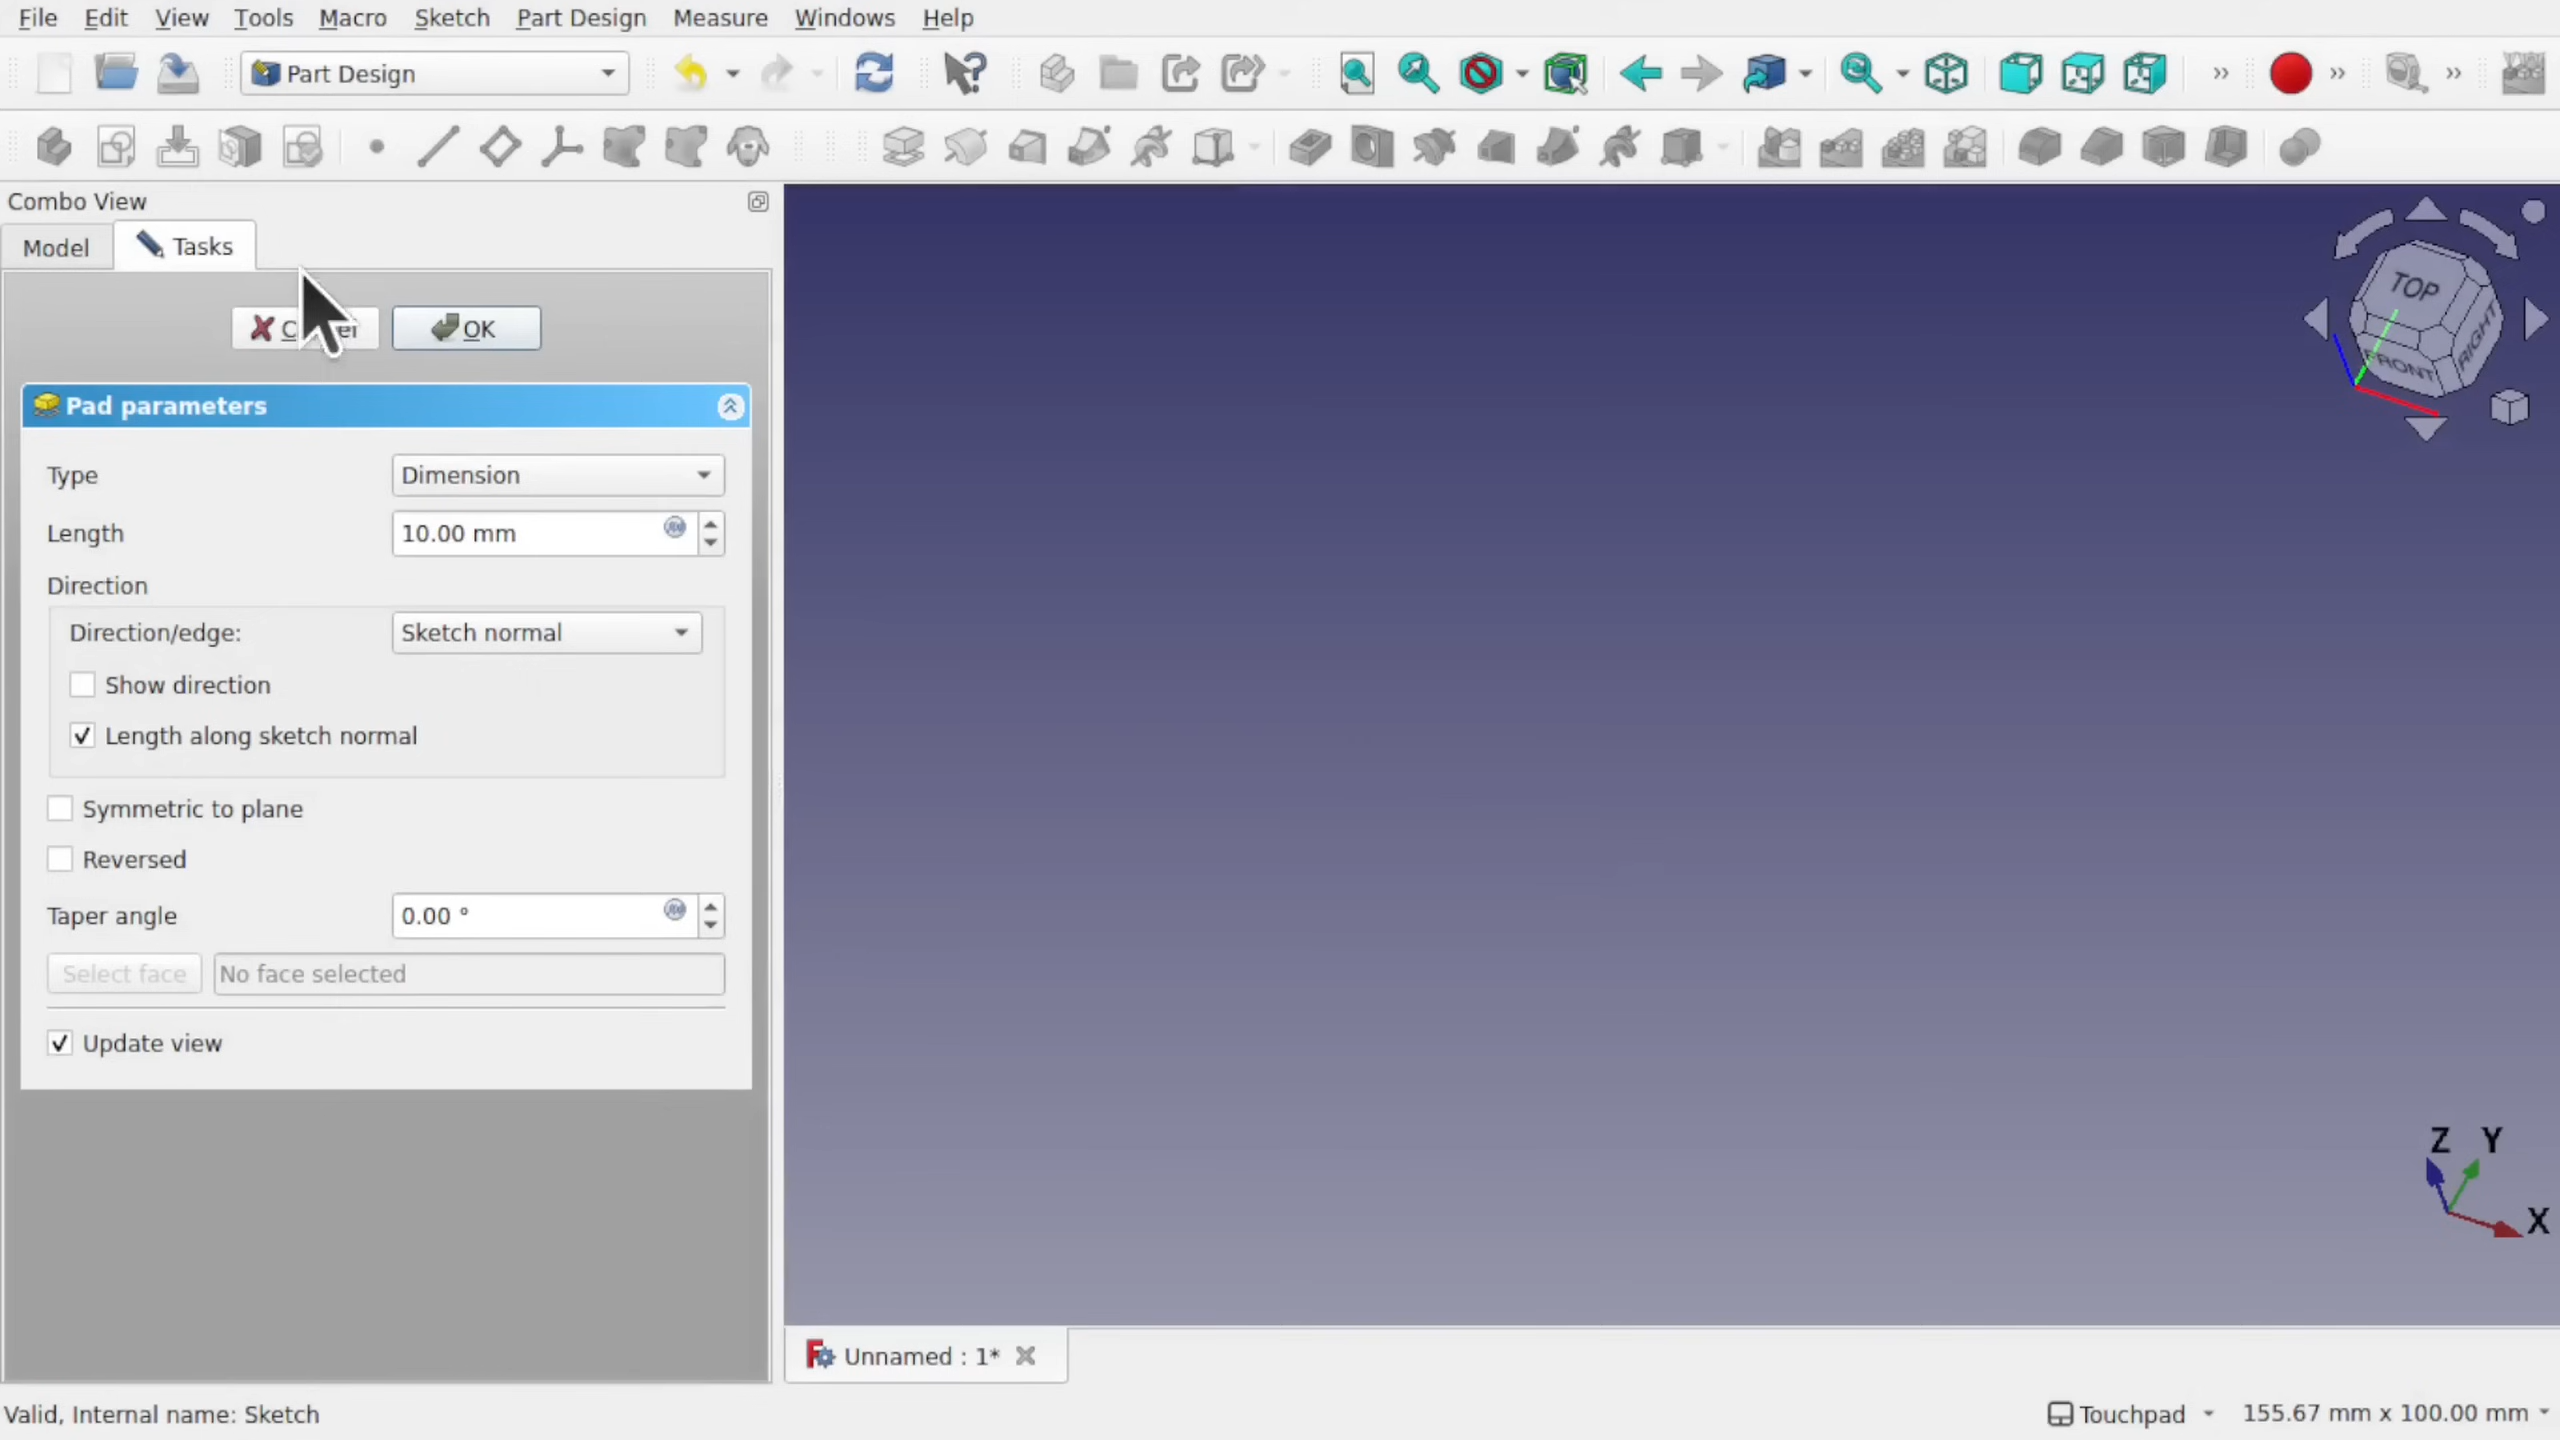 File Edit View Tools Macro Sketch Part Design Measure Windows Help
Part Design
Combo View
Model Tasks
OK
Pad parameters
Type Dimension
Length 10.00 mm
Direction
Direction/edge: Sketch normal
Show direction
Length along sketch normal
Symmetric to plane
Reversed
Taper angle 0.00 °
Select face No face selected
Update view
TOP
FRONT
RIGHT
Z Y
X
Unnamed : 1*
Valid, Internal name: Sketch
Touchpad 155.67 mm x 100.00 mm